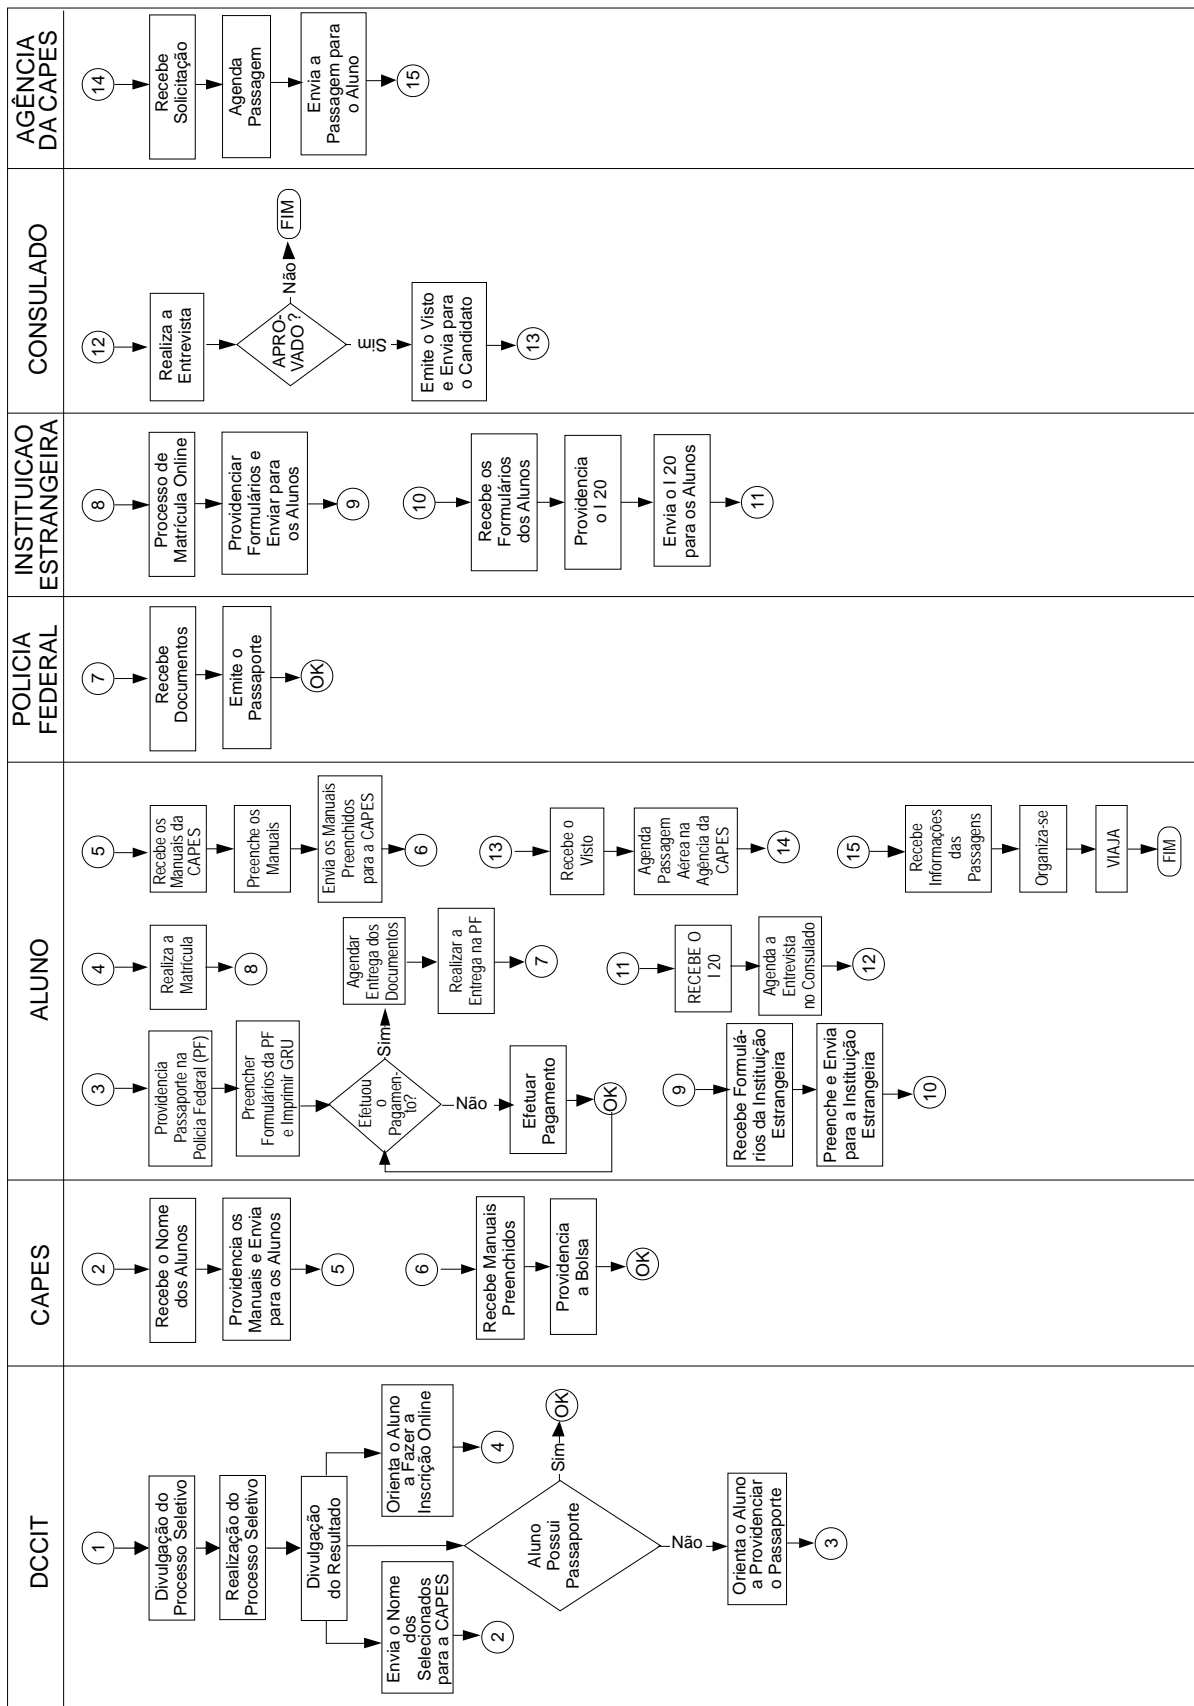 DCCIT
1
Divulgação do
Processo Seletivo
Realização do
Processo Seletivo
Divulgação
do Resultado
Envia o Nome
dos
Selecionados
para a CAPES
2
Orienta o Aluno
a Fazer a
Inscrição Online
4
Aluno
Possui
Passaporte
Sim
OK
Não
Orienta o Aluno
a Providenciar
o Passaporte
3
CAPES
2
Recebe o Nome
dos Alunos
Providencia os
Manuais e Envia
para os Alunos
5
6
Recebe Manuais
Preenchidos
Providencia
a Bolsa
OK
ALUNO
3
Providencia
Passaporte na
Policia Federal (PF)
Preencher
Formulários da PF
e Imprimir GRU
Efetuou
o
Pagamen-
to?
Sim
Agendar
Entrega dos
Documentos
Realizar a
Entrega na PF
7
Não
Efetuar
Pagamento
OK
4
Realiza a
Matrícula
8
5
Recebe os
Manuais da
CAPES
Preenche os
Manuais
Envia os Manuais
Preenchidos
para a CAPES
6
9
Recebe Formulá-
rios da Instituição
Estrangeira
Preenche e Envia
para a Instituição
Estrangeira
10
11
RECEBE O
I 20
Agenda a
Entrevista
no Consulado
12
13
Recebe o
Visto
Agenda
Passagem
Aérea na
Agência da
CAPES
14
15
Recebe
Informações
das
Passagens
Organiza-se
VIAJA
FIM
POLICIA
FEDERAL
7
Recebe
Documentos
Emite o
Passaporte
OK
INSTITUICAO
ESTRANGEIRA
8
Processo de
Matrícula Online
Providenciar
Formulários e
Enviar para
os Alunos
9
10
Recebe os
Formulários
dos Alunos
Providencia
o I 20
Envia o I 20
para os Alunos
11
CONSULADO
12
Realiza a
Entrevista
APRO-
VADO ?
Não
FIM
Sim
Emite o Visto
e Envia para
o Candidato
13
AGÊNCIA
DA CAPES
14
Recebe
Solicitação
Agenda
Passagem
Envia a
Passagem para
o Aluno
15